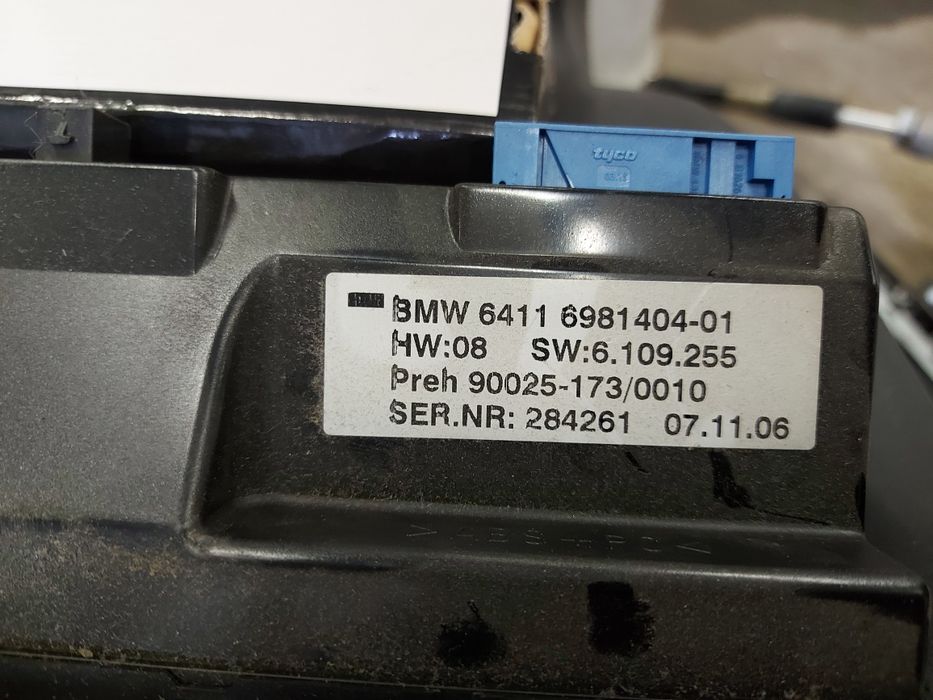 tyco
BMW 6411 6981404-01
HW:08 SW:6.109.255
Preh 90025-173/0010
SER.NR: 284261 07.11.06